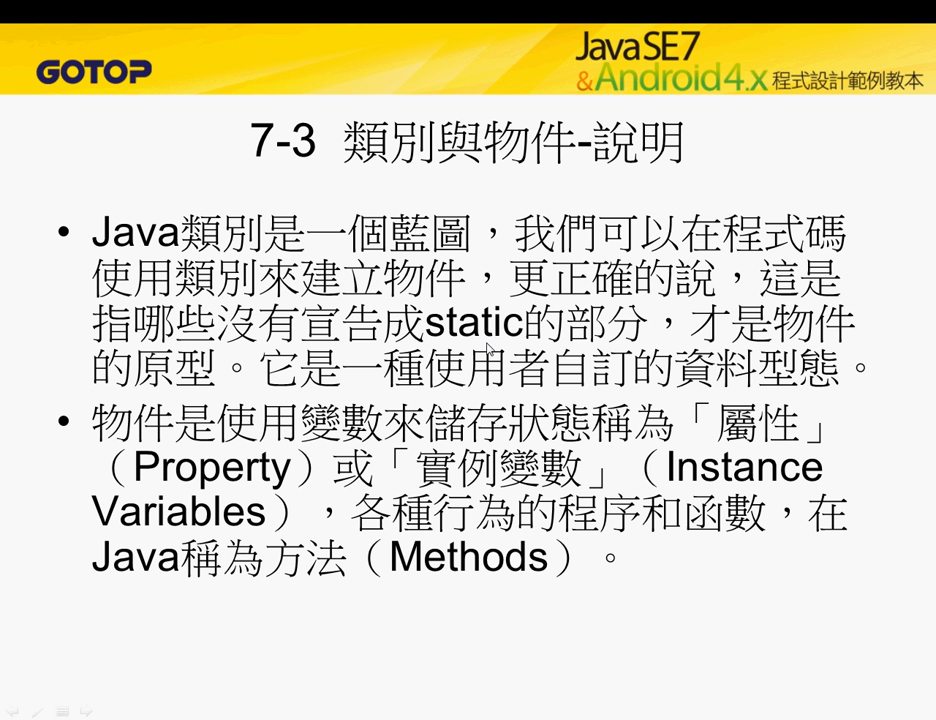 GOTOP
Java SE 7
&Android 4.x 程式設計範例教本
7-3 類別與物件-說明
• Java類別是一個藍圖，我們可以在程式碼
使用類別來建立物件，更正確的說，這是
指哪些沒有宣告成static的部分，才是物件
的原型。它是一種使用者自訂的資料型態。
• 物件是使用變數來儲存狀態稱為「屬性」
（Property）或「實例變數」（Instance
Variables），各種行為的程序和函數，在
Java稱為方法（Methods）。